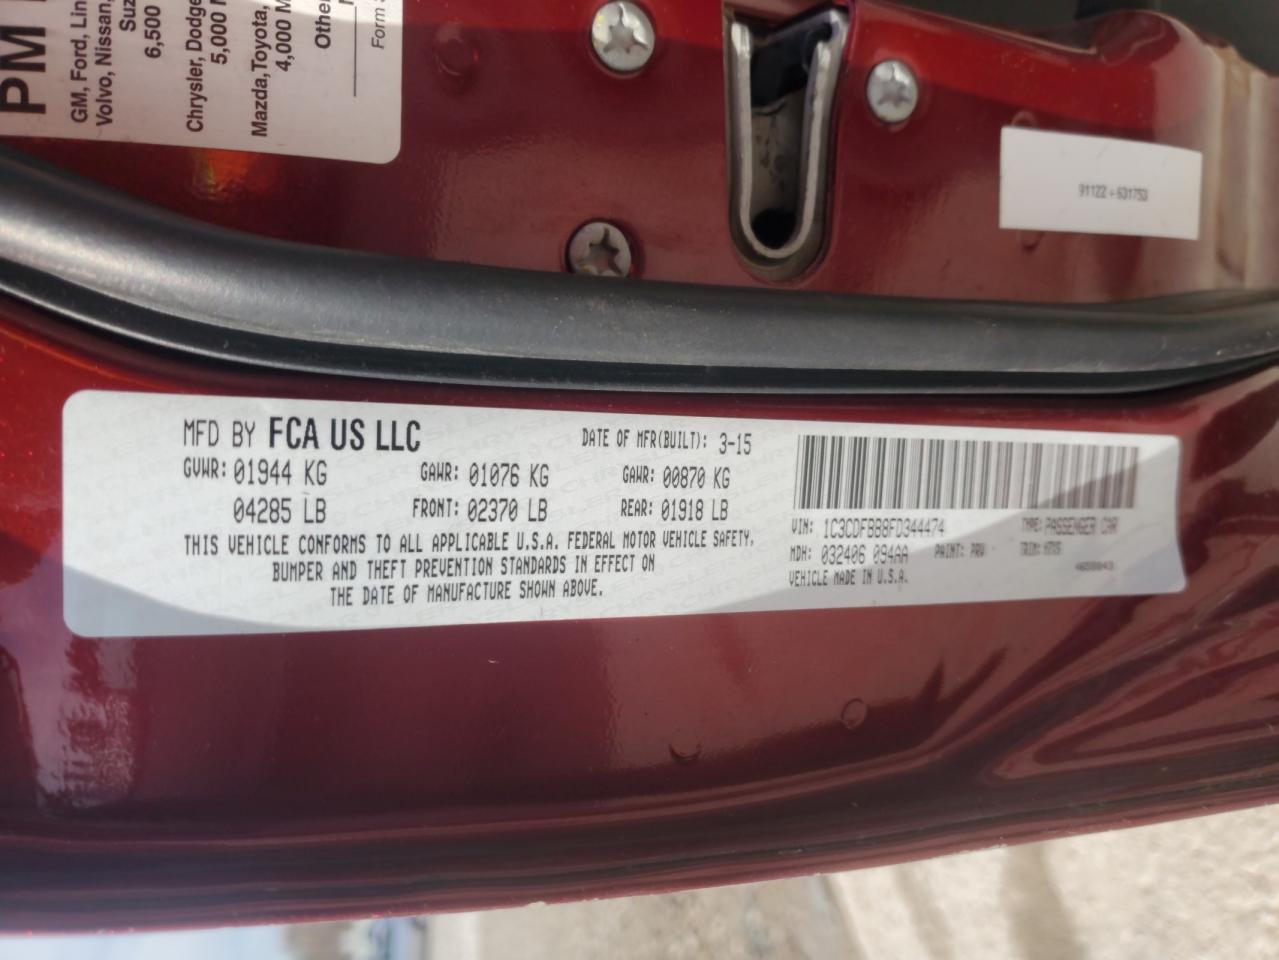 PM
GM, Ford, Lin
Volvo, Nissan,
Suz
6,500
Chrysler, Dodge
5,000 M
Mazda, Toyota,
4,000 M
Other
Form
91122 + 631753
MFD BY FCA US LLC
DATE OF MFR(BUILT): 3-15
GVWR: 01944 KG GAWR: 01076 KG GAWR: 00870 KG
04285 LB FRONT: 02370 LB REAR: 01918 LB
THIS VEHICLE CONFORMS TO ALL APPLICABLE U.S.A. FEDERAL MOTOR VEHICLE SAFETY,
BUMPER AND THEFT PREVENTION STANDARDS IN EFFECT ON
THE DATE OF MANUFACTURE SHOWN ABOVE.
VIN: 1C3CDFBB8FD344474 TYPE: PASSENGER CAR
MDH: 032406 094AA PAINT: PRV TRIM:
VEHICLE MADE IN U.S.A.